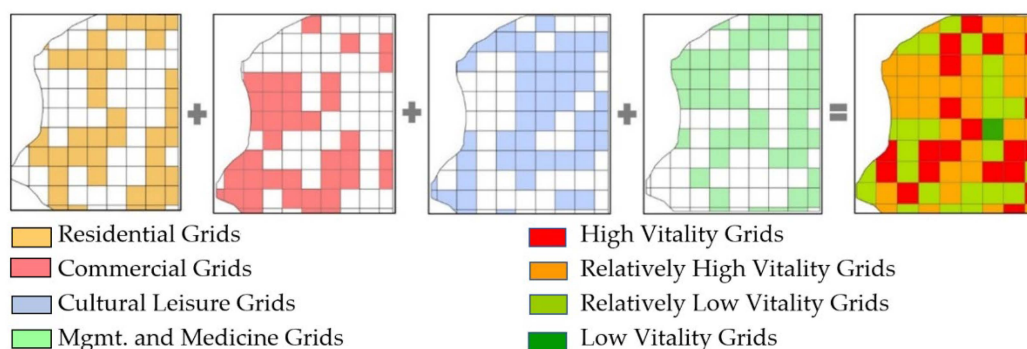 Residential Grids
High Vitality Grids
Commercial Grids
Relatively High Vitality Grids
Cultural Leisure Grids
Relatively Low Vitality Grids
Mgmt. and Medicine Grids
Low Vitality Grids